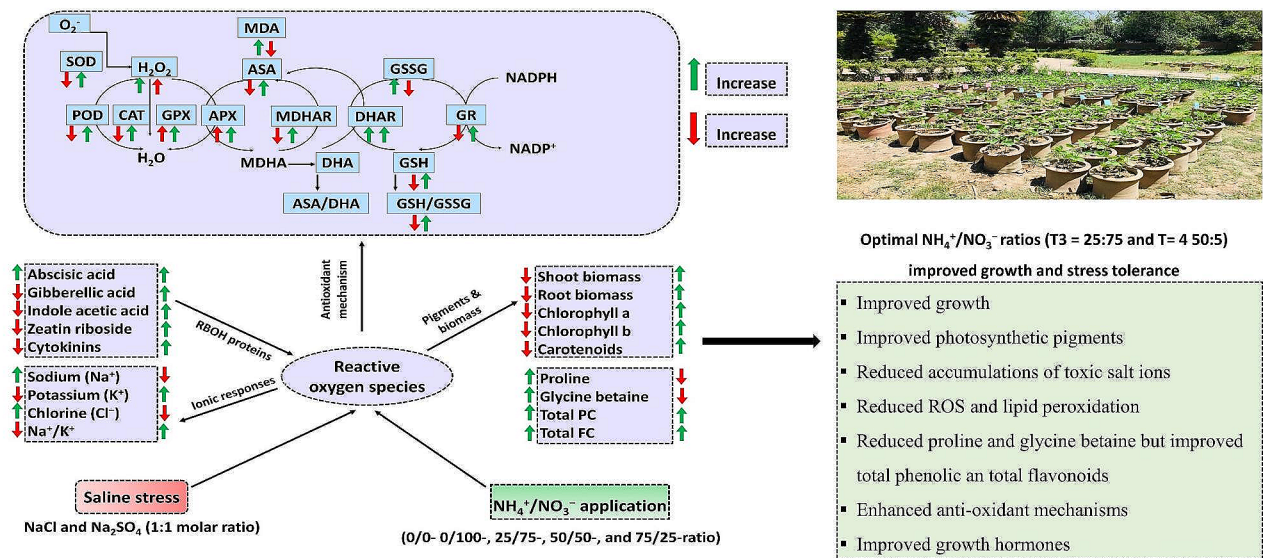 O₂⁻
MDA
SOD
H₂O₂
ASA
GSSG
NADPH
POD
CAT
GPX
APX
MDHAR
DHAR
GR
H₂O
MDHA
DHA
GSH
NADP⁺
ASA/DHA
GSH/GSSG
Increase
Increase
Abscisic acid
Gibberellic acid
Indole acetic acid
Zeatin riboside
Cytokinins
Sodium (Na⁺)
Potassium (K⁺)
Chlorine (Cl⁻)
Na⁺/K⁺
RBOH proteins
Ionic responses
Antioxidant
mechanism
Pigments &
biomass
Reactive
oxygen species
Shoot biomass
Root biomass
Chlorophyll a
Chlorophyll b
Carotenoids
Proline
Glycine betaine
Total PC
Total FC
Saline stress
NaCl and Na₂SO₄ (1:1 molar ratio)
NH₄⁺/NO₃⁻ application
(0/0- 0/100-, 25/75-, 50/50-, and 75/25-ratio)
Optimal NH₄⁺/NO₃⁻ ratios (T3 = 25:75 and T= 4 50:5)
improved growth and stress tolerance
▪ Improved growth
▪ Improved photosynthetic pigments
▪ Reduced accumulations of toxic salt ions
▪ Reduced ROS and lipid peroxidation
▪ Reduced proline and glycine betaine but improved
total phenolic an total flavonoids
▪ Enhanced anti-oxidant mechanisms
▪ Improved growth hormones